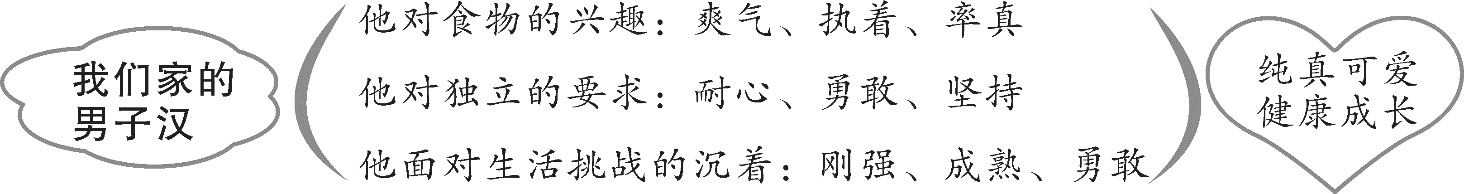 我们家的
男子汉
他对食物的兴趣：爽气、执着、率真
他对独立的要求：耐心、勇敢、坚持
他面对生活挑战的沉着：刚强、成熟、勇敢
纯真可爱
健康成长